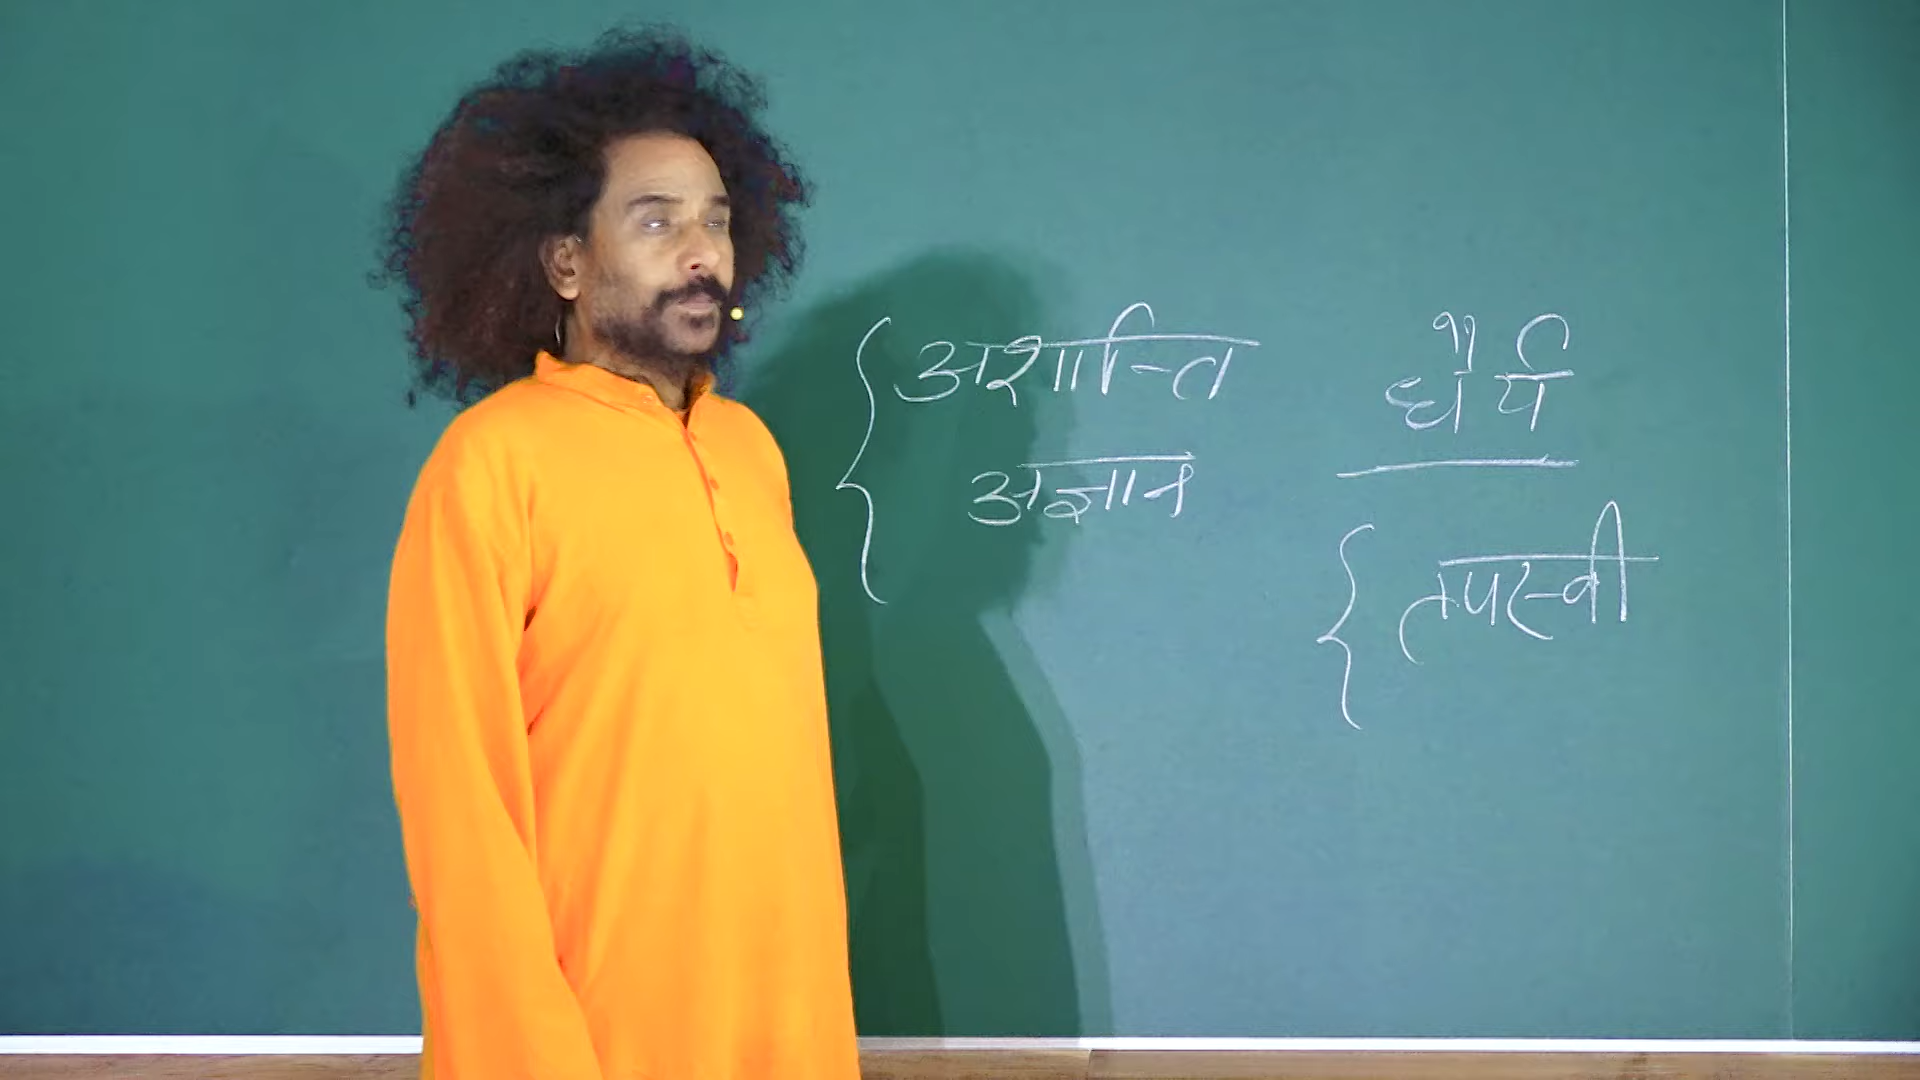 अशान्ति
अज्ञान
धैर्य
तपस्वी